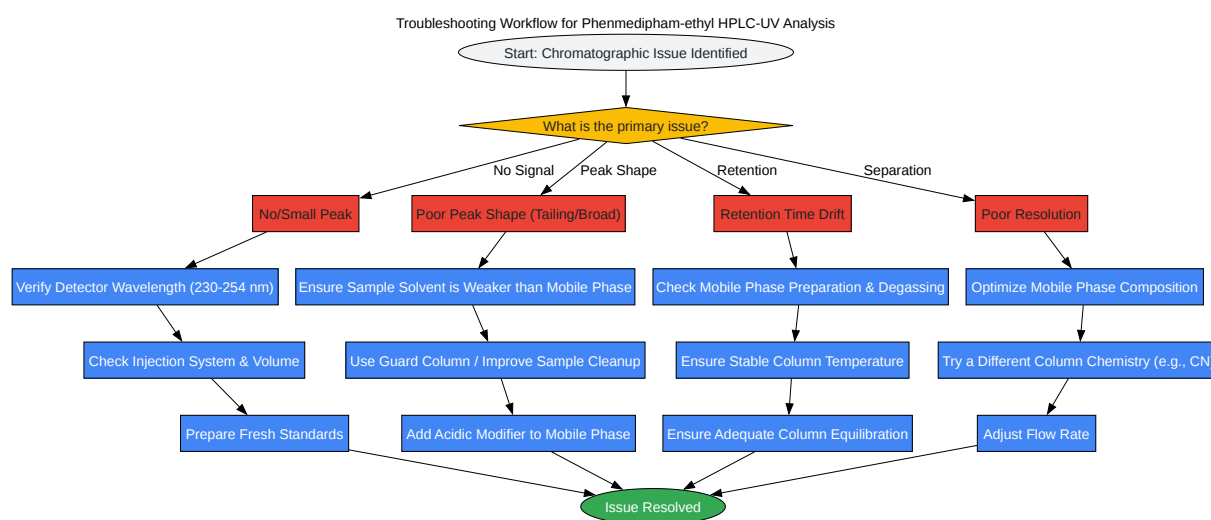 Troubleshooting Workflow for Phenmedipham-ethyl HPLC-UV Analysis
Start: Chromatographic Issue Identified
What is the primary issue?
No Signal
Peak Shape
Retention
Separation
No/Small Peak
Poor Peak Shape (Tailing/Broad)
Retention Time Drift
Poor Resolution
Verify Detector Wavelength (230-254 nm)
Ensure Sample Solvent is Weaker than Mobile Phase
Check Mobile Phase Preparation & Degassing
Optimize Mobile Phase Composition
Check Injection System & Volume
Use Guard Column / Improve Sample Cleanup
Ensure Stable Column Temperature
Try a Different Column Chemistry (e.g., CN)
Prepare Fresh Standards
Add Acidic Modifier to Mobile Phase
Ensure Adequate Column Equilibration
Adjust Flow Rate
Issue Resolved